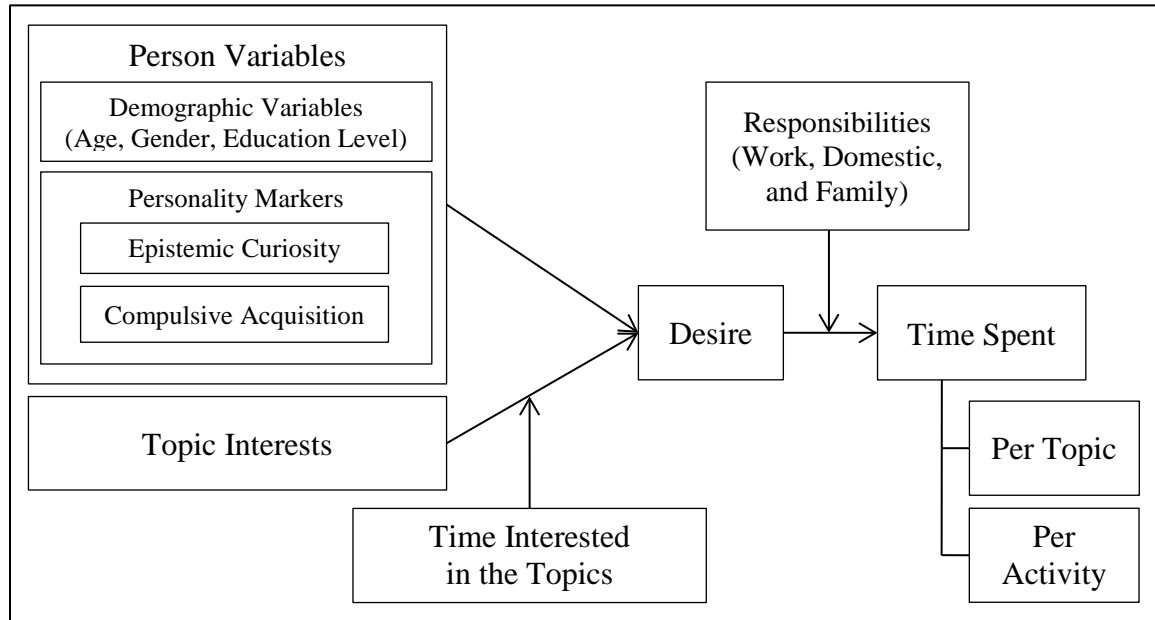 Person Variables
Demographic Variables
(Age, Gender, Education Level)
Personality Markers
Epistemic Curiosity
Compulsive Acquisition
Topic Interests
Time Interested
in the Topics
Desire
Responsibilities
(Work, Domestic,
and Family)
Time Spent
Per Topic
Per
Activity